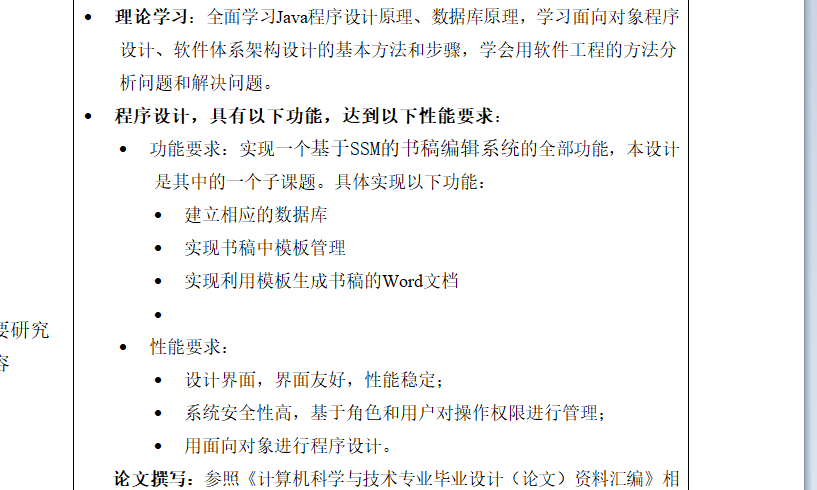 • 理论学习：全面学习Java程序设计原理、数据库原理，学习面向对象程序
设计、软件体系架构设计的基本方法和步骤，学会用软件工程的方法分
析问题和解决问题。
• 程序设计，具有以下功能，达到以下性能要求：
• 功能要求：实现一个基于SSM的书稿编辑系统的全部功能，本设计
是其中的一个子课题。具体实现以下功能：
• 建立相应的数据库
• 实现书稿中模板管理
• 实现利用模板生成书稿的Word文档
•
要研究
容
• 性能要求：
• 设计界面，界面友好，性能稳定；
• 系统安全性高，基于角色和用户对操作权限进行管理；
• 用面向对象进行程序设计。
论文撰写：参照《计算机科学与技术专业毕业设计（论文）资料汇编》相